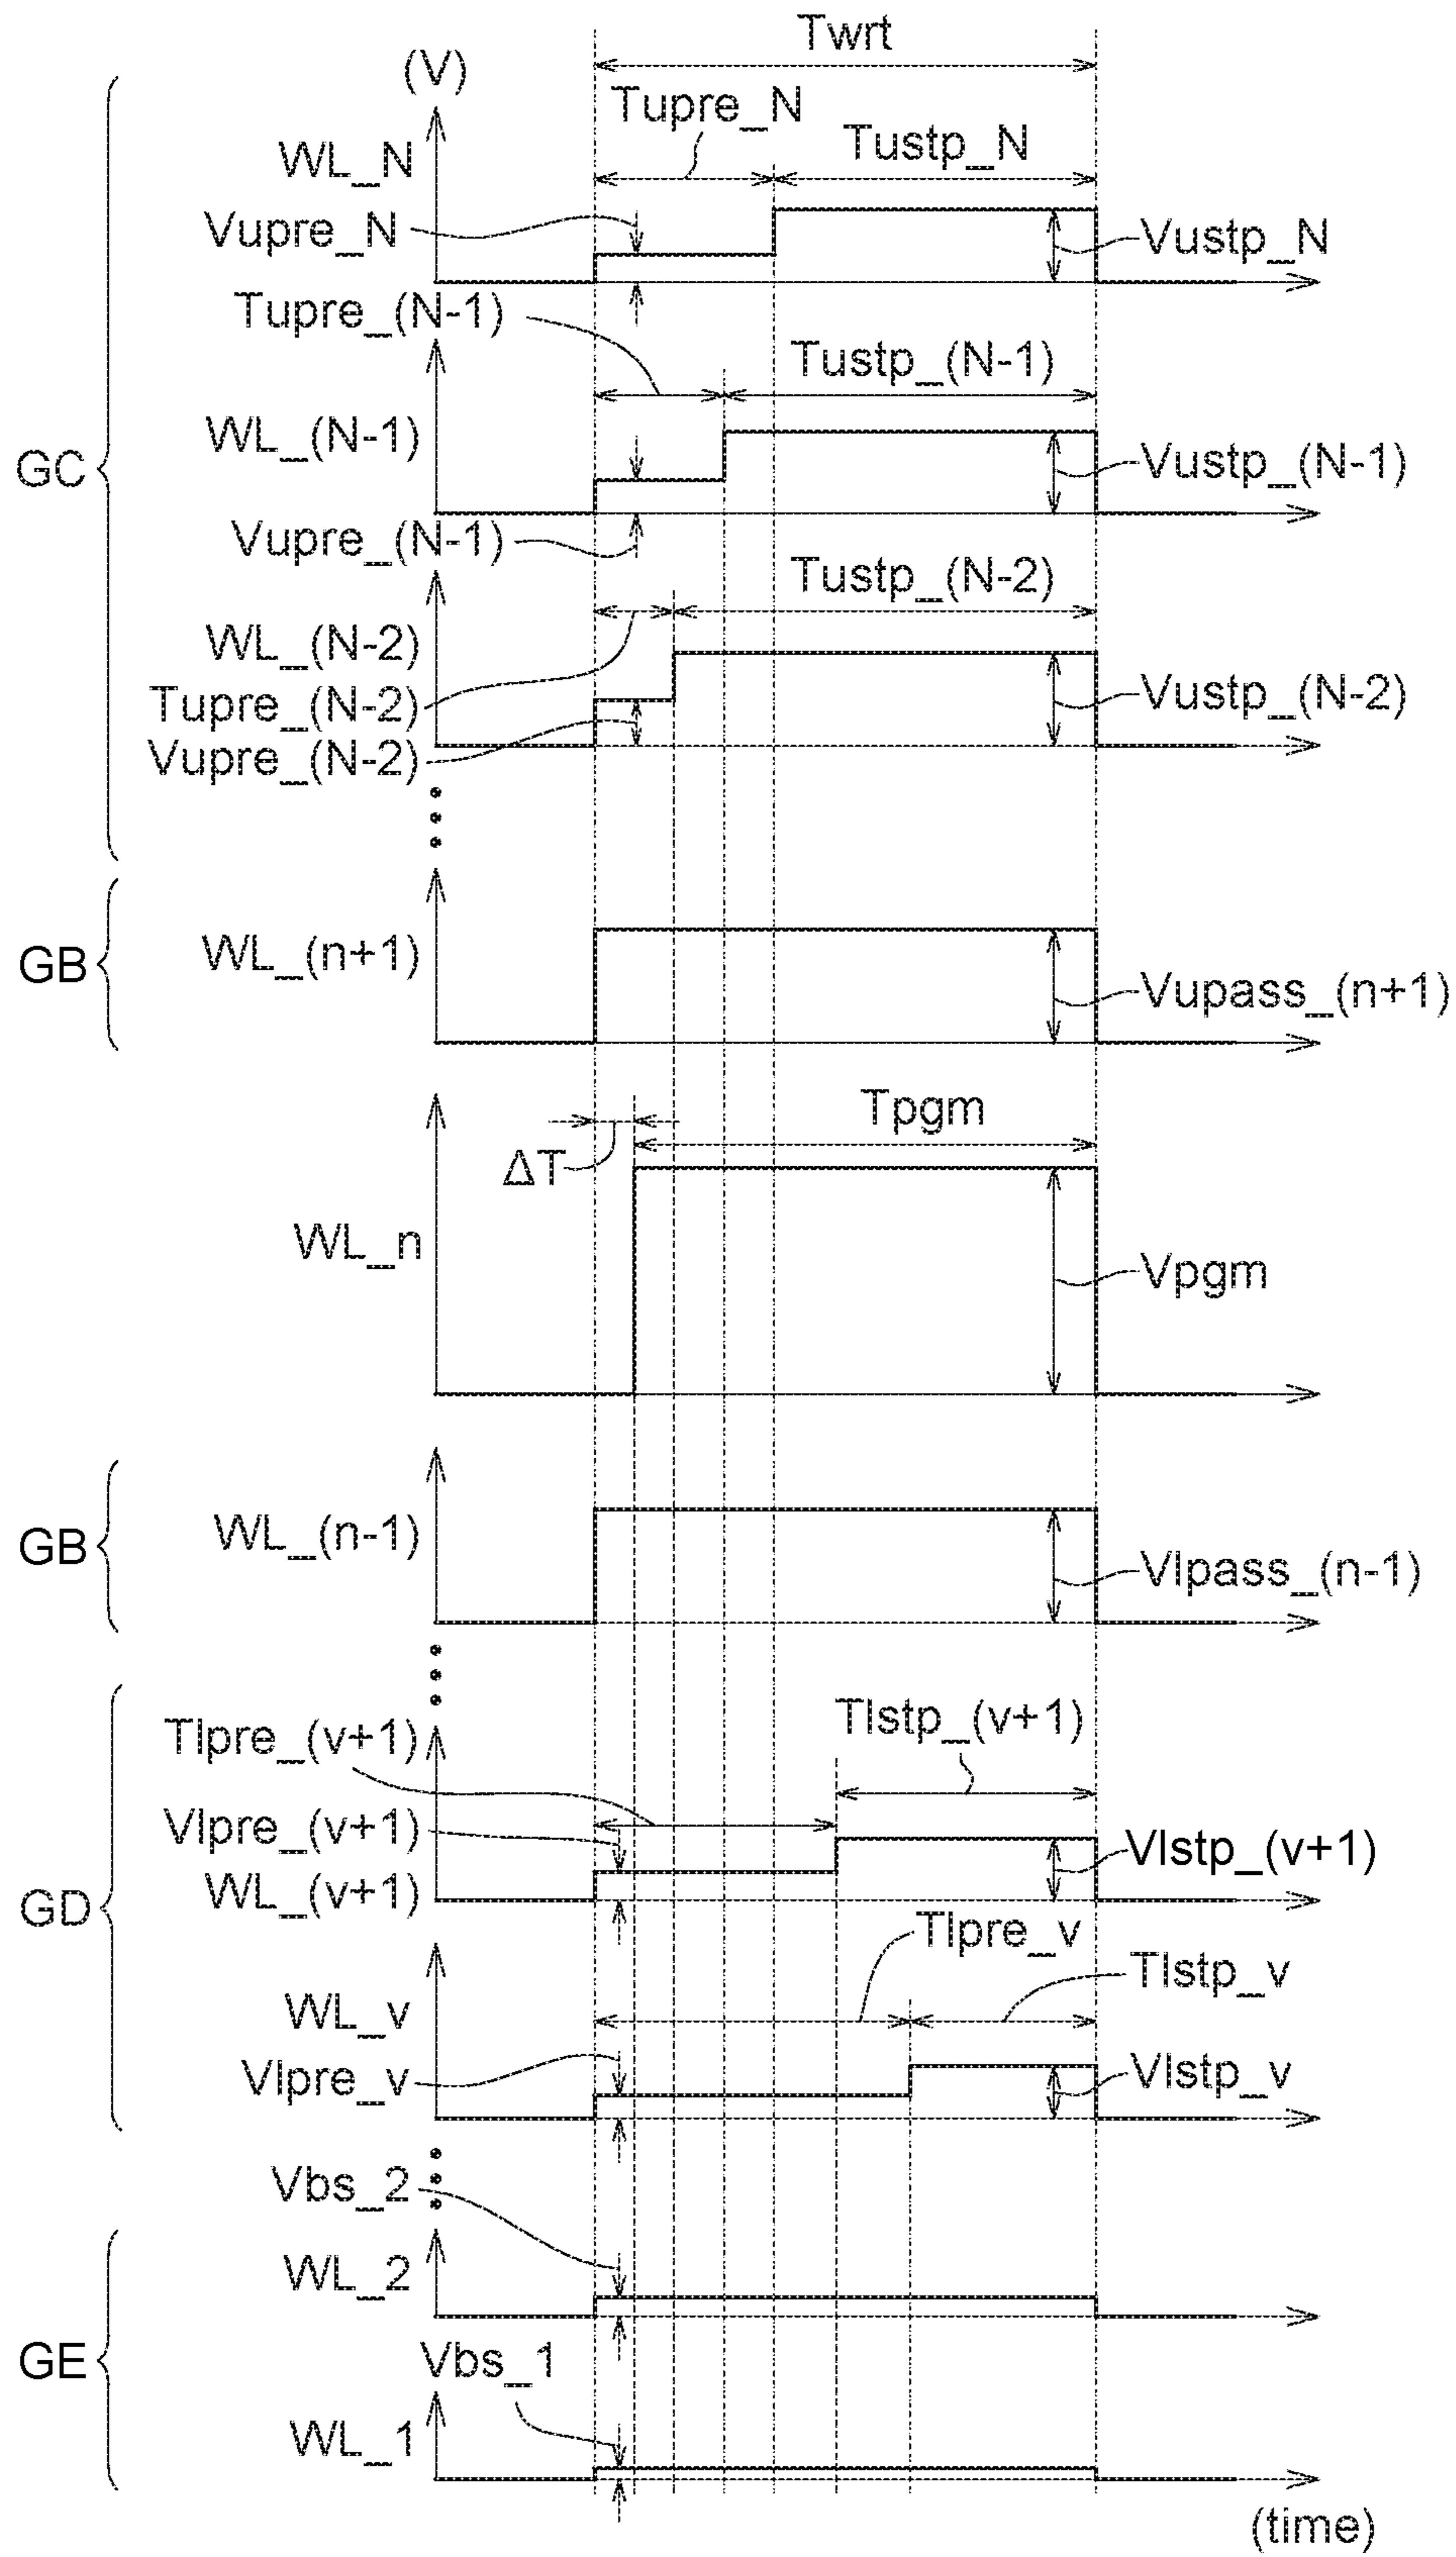 Twrt
(V)
Tupre_N
Tustp_N
WL_N
Vupre_N
Vustp_N
Tupre_(N-1)
Tustp_(N-1)
WL_(N-1)
Vustp_(N-1)
GC
Vupre_(N-1)
Tustp_(N-2)
WL_(N-2)
Tupre_(N-2)
Vustp_(N-2)
Vupre_(N-2)
WL_(n+1)
GB
Vupass_(n+1)
Tpgm
ΔT
WL_n
Vpgm
WL_(n-1)
GB
Vlpass_(n-1)
Tlpre_(v+1)
Tlstp_(v+1)
Vlpre_(v+1)
Vlstp_(v+1)
WL_(v+1)
GD
Tlpre_v
Tlstp_v
WL_v
Vlpre_v
Vlstp_v
Vbs_2
WL_2
GE
Vbs_1
WL_1
(time)